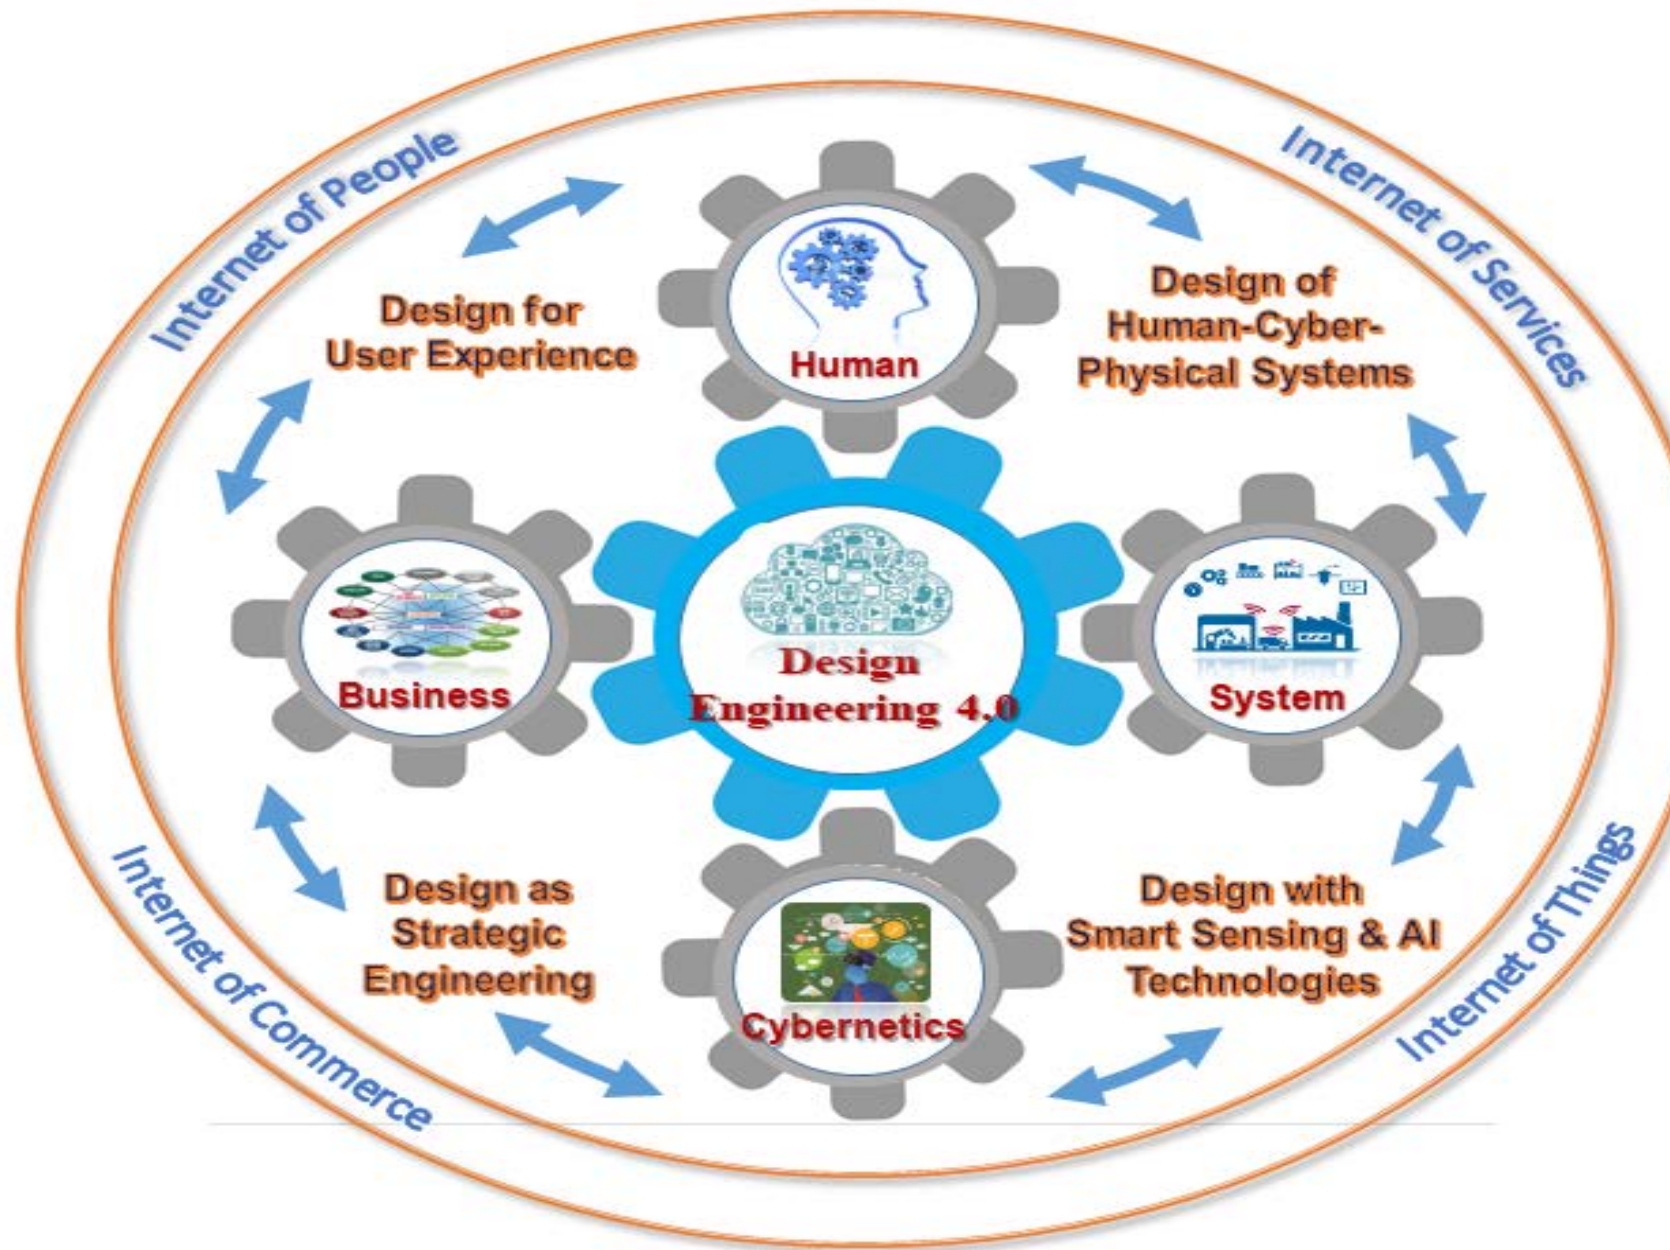 Internet of People
Internet of Services
Design for
User Experience
Human
Design of
Human-Cyber-
Physical Systems
Business
Design
Engineering 4.0
System
Design as
Strategic
Engineering
Cybernetics
Design with
Smart Sensing & AI
Technologies
Internet of Commerce
Internet of Things